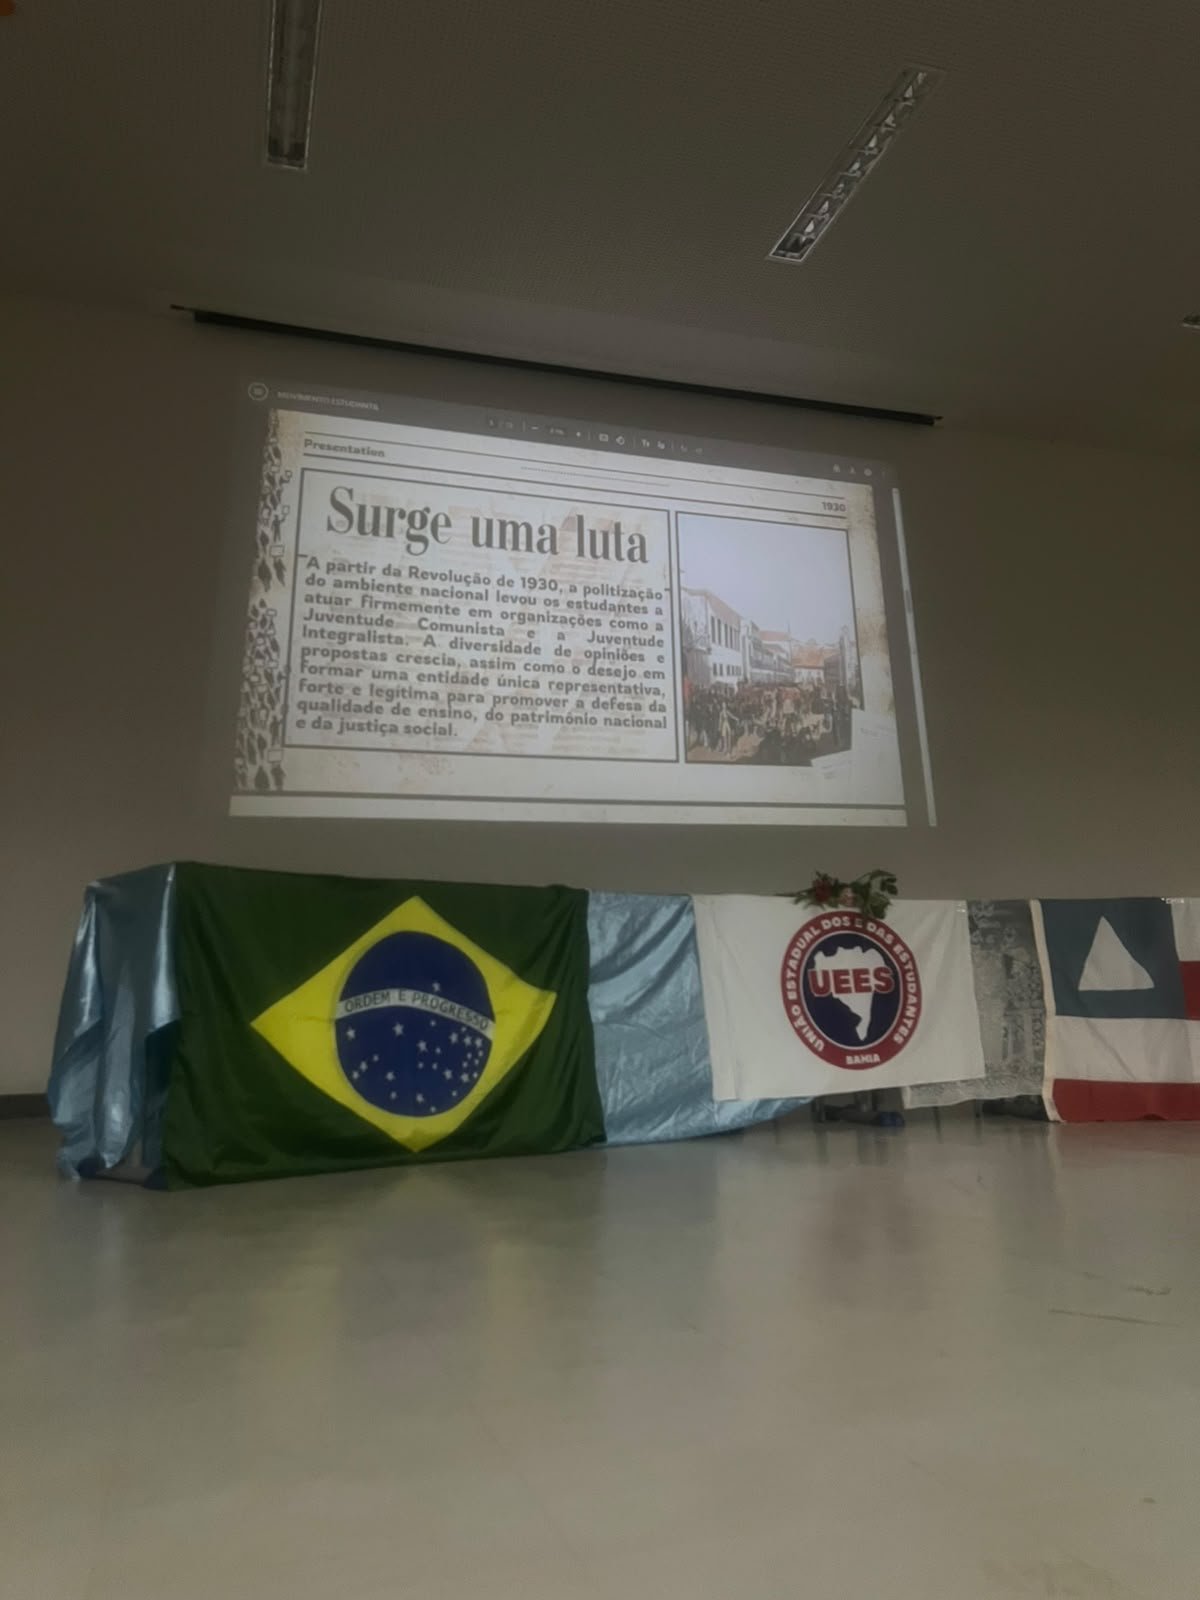 MOVIMENTO ESTUDANTIL
Presentation
1930
Surge uma luta
A partir da Revolução de 1930, a politização
do ambiente nacional levou os estudantes a
atuar firmemente em organizações como a
Juventude Comunista e a Juventude
Integralista. A diversidade de opiniões e
propostas crescia, assim como o desejo em
formar uma entidade única representativa,
forte e legítima para promover a defesa da
qualidade de ensino, do patrimônio nacional
e da justiça social.
ORDEM E PROGRESSO
UNIÃO ESTADUAL DOS E DAS ESTUDANTES
UEES
BAHIA